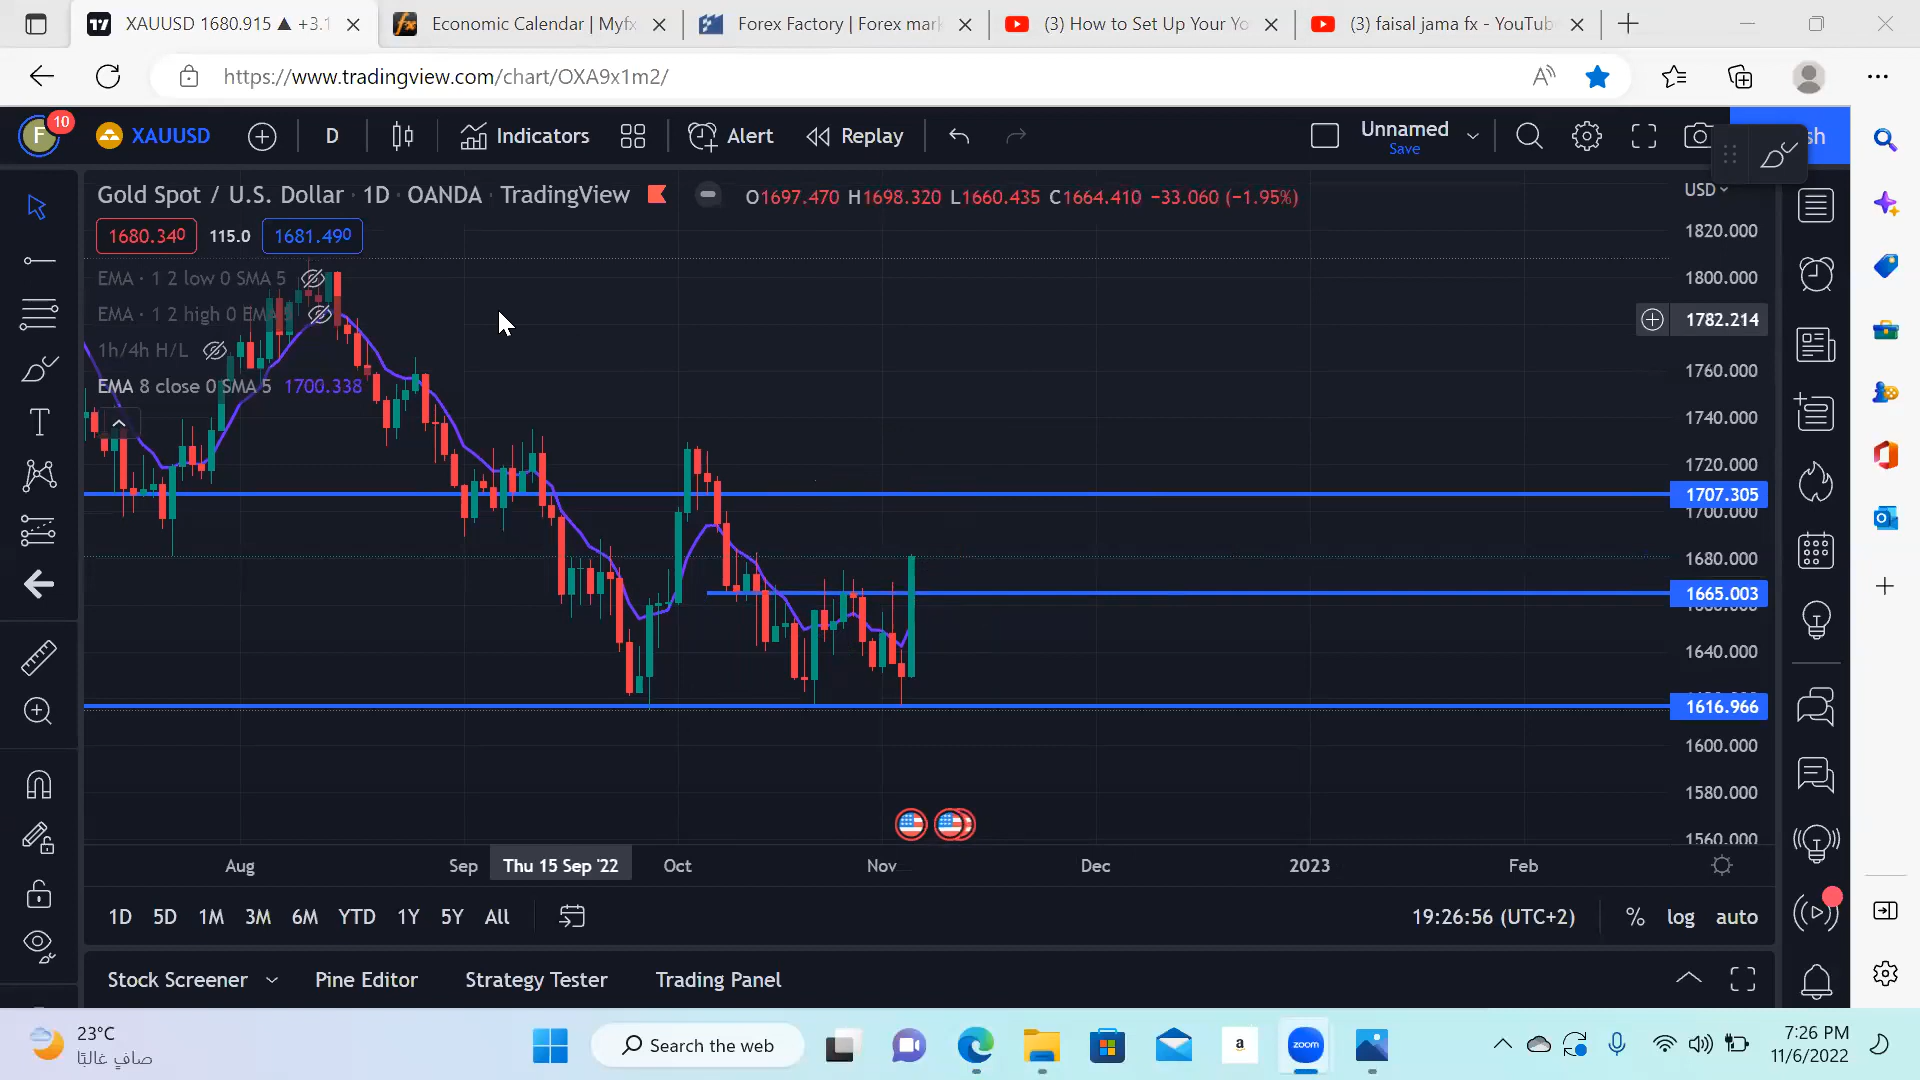 XAUUSD 1680.915 ▲ +3.1
Economic Calendar | Myfx
Forex Factory | Forex mark
(3) How to Set Up Your Yo
(3) faisal jama fx - YouTube
https://www.tradingview.com/chart/OXA9x1m2/
F
10
XAUUSD
D
Indicators
Alert
Replay
Unnamed
Save
sh
Gold Spot / U.S. Dollar · 1D · OANDA · TradingView
O1697.470 H1698.320 L1660.435 C1664.410 −33.060 (−1.95%)
USD
1680.340
115.0
1681.490
EMA · 1 2 low 0 SMA 5
EMA · 1 2 high 0 EMA 5
1h/4h H/L
EMA 8 close 0 SMA 5 1700.338
1820.000
1800.000
1782.214
1760.000
1740.000
1720.000
1707.305
1700.000
1680.000
1665.003
1660.000
1640.000
1616.966
1600.000
1580.000
1560.000
Aug
Sep
Thu 15 Sep '22
Oct
Nov
Dec
2023
Feb
1D 5D 1M 3M 6M YTD 1Y 5Y All
19:26:56 (UTC+2)
% log auto
Stock Screener
Pine Editor
Strategy Tester
Trading Panel
23°C
صافٍ غالبًا
Search the web
a
zoom
7:26 PM
11/6/2022